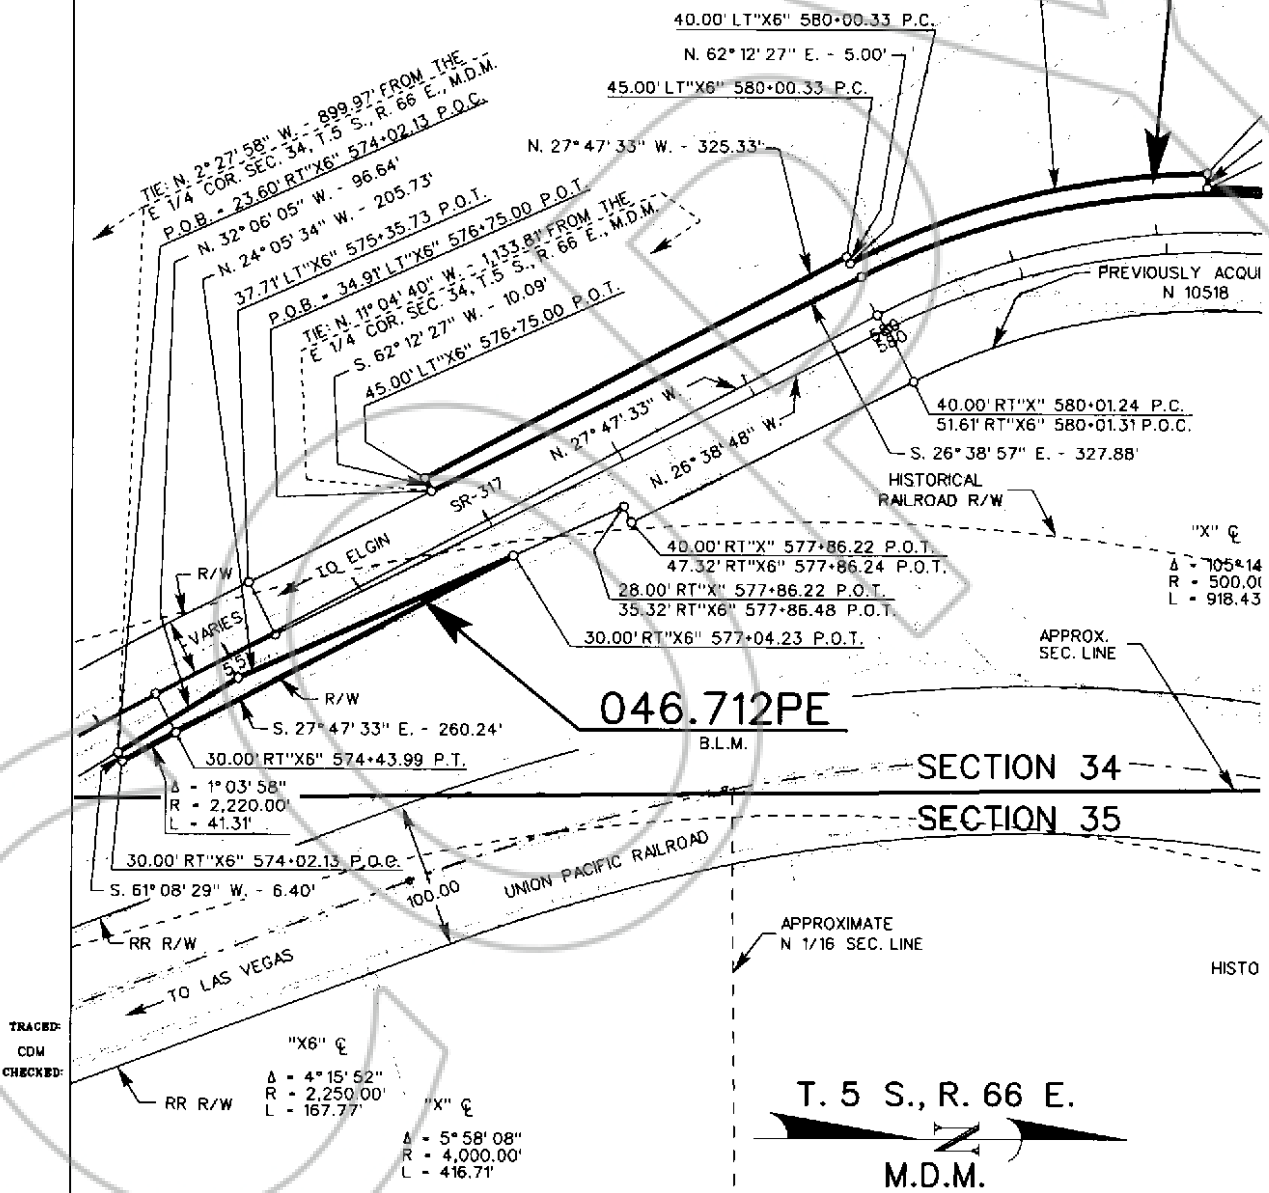 40.00' LT"X6" 580+00.33 P.C.
N. 62° 12' 27" E. - 5.00'
45.00' LT"X6" 580+00.33 P.C.
N. 27° 47' 33" W. - 325.33'
TIE: N. 2° 27' 58" W. - 899.97' FROM THE
E 1/4 COR. SEC. 34, T.5 S., R. 66 E., M.D.M.
P.O.B. - 23.60' RT"X6" 574+02.13 P.O.C.
N. 32° 06' 05" W. - 96.64'
N. 24° 05' 34" W. - 205.73'
37.71' LT"X6" 575+35.73 P.O.T.
P.O.B. - 34.91' LT"X6" 576+75.00 P.O.T.
TIE: N. 11° 04' 40" W. - 1,133.81' FROM THE
E 1/4 COR. SEC. 34, T.5 S., R. 66 E., M.D.M.
S. 62° 12' 27" W. - 10.09'
45.00' LT"X6" 576+75.00 P.O.T.
PREVIOUSLY ACQUI
N 10518
580
580
N. 27° 47' 33" W.
N. 26° 38' 48" W.
40.00' RT"X" 580+01.24 P.C.
51.61' RT"X6" 580+01.31 P.O.C.
S. 26° 38' 57" E. - 327.88'
HISTORICAL
RAILROAD R/W
SR-317
TO ELGIN
R/W
VARIES
"X" ℄
Δ - 105° 14
R - 500.0
L - 918.43
40.00' RT"X" 577+86.22 P.O.T.
47.32' RT"X6" 577+86.24 P.O.T.
28.00' RT"X" 577+86.22 P.O.T.
35.32' RT"X6" 577+86.48 P.O.T.
30.00' RT"X6" 577+04.23 P.O.T.
APPROX.
SEC. LINE
R/W
046.712PE
B.L.M.
S. 27° 47' 33" E. - 260.24'
30.00' RT"X6" 574+43.99 P.T.
Δ - 1° 03' 58"
R - 2,220.00'
L - 41.31'
SECTION 34
SECTION 35
30.00' RT"X6" 574+02.13 P.O.C.
S. 61° 08' 29" W. - 6.40'
100.00
UNION PACIFIC RAILROAD
RR R/W
APPROXIMATE
N 1/16 SEC. LINE
TO LAS VEGAS
HISTO
TRACED:
CDM
CHECKED:
"X6" ℄
Δ - 4° 15' 52"
R - 2,250.00'
L - 167.77'
RR R/W
"X" ℄
Δ - 5° 58' 08"
R - 4,000.00'
L - 416.71'
T. 5 S., R. 66 E.
N
M.D.M.